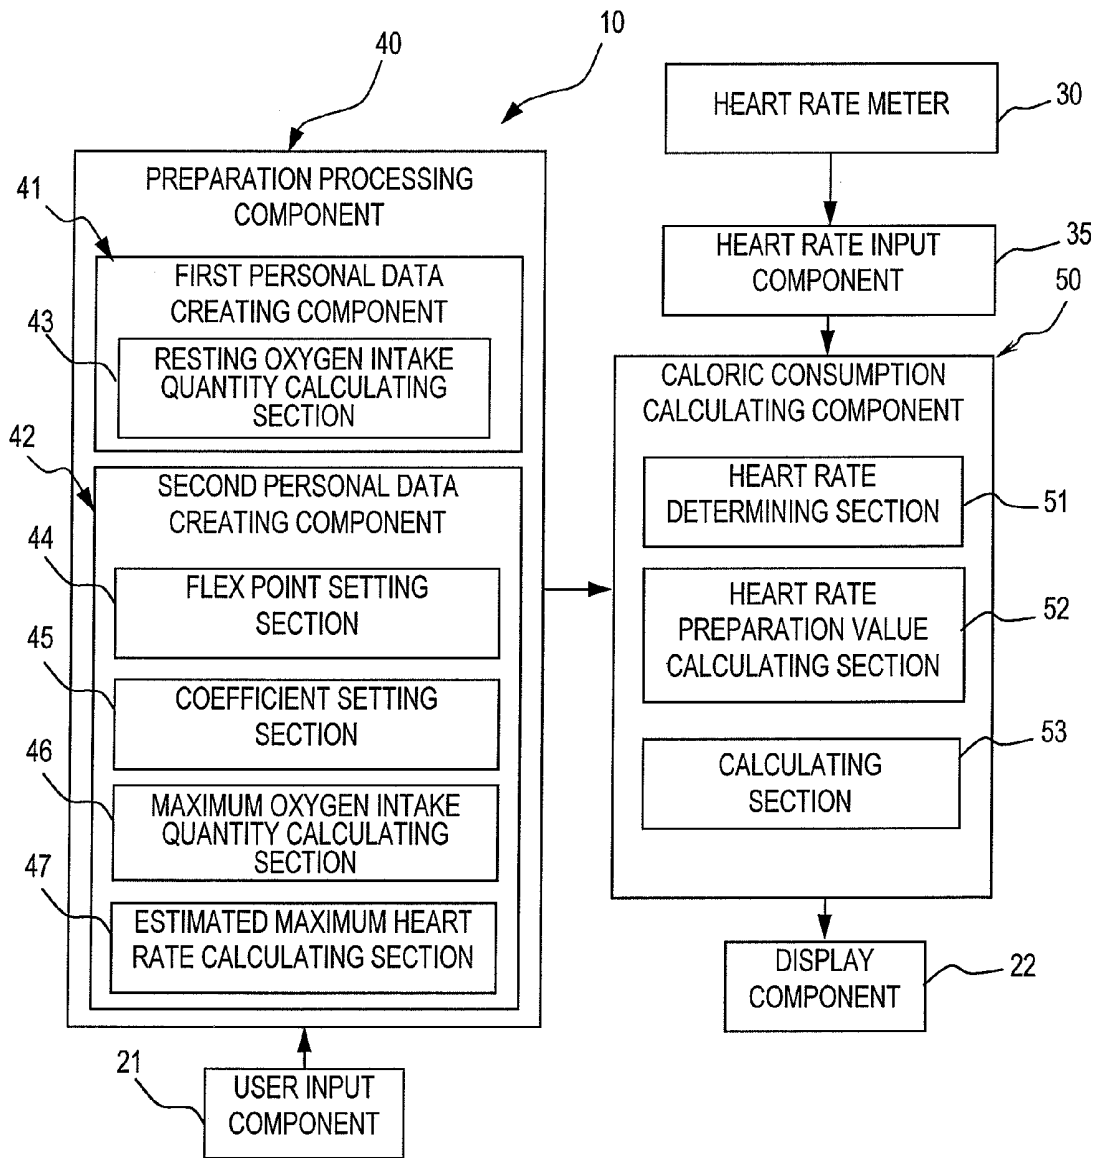 10
40
PREPARATION PROCESSING
COMPONENT
41
FIRST PERSONAL DATA
CREATING COMPONENT
43
RESTING OXYGEN INTAKE
QUANTITY CALCULATING
SECTION
42
SECOND PERSONAL DATA
CREATING COMPONENT
44
FLEX POINT SETTING
SECTION
45
COEFFICIENT SETTING
SECTION
46
MAXIMUM OXYGEN INTAKE
QUANTITY CALCULATING
SECTION
47
ESTIMATED MAXIMUM HEART
RATE CALCULATING SECTION
21
USER INPUT
COMPONENT
HEART RATE METER
30
HEART RATE INPUT
COMPONENT
35
50
CALORIC CONSUMPTION
CALCULATING COMPONENT
HEART RATE
DETERMINING SECTION
51
HEART RATE
PREPARATION VALUE
CALCULATING SECTION
52
53
CALCULATING
SECTION
DISPLAY
COMPONENT
22